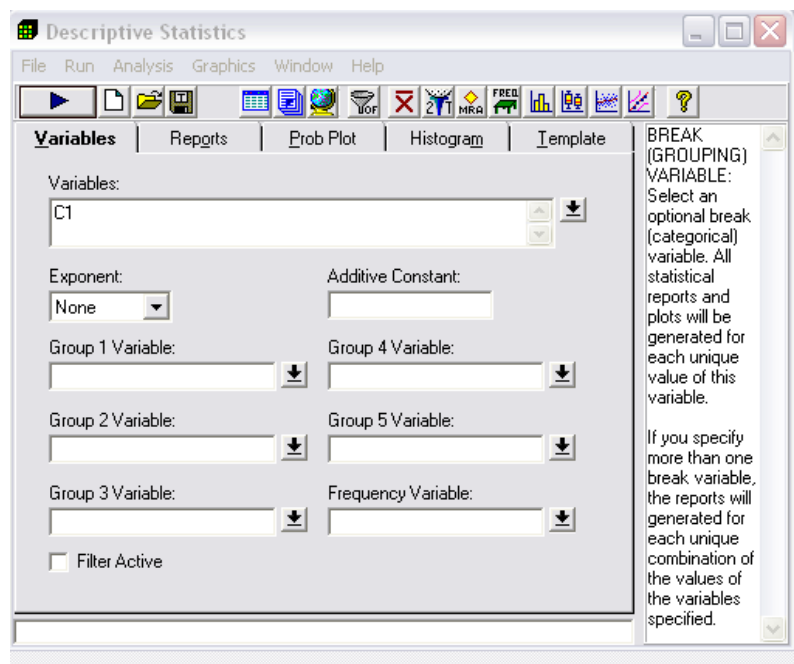 Descriptive Statistics
File Run Analysis Graphics Window Help
UOF 2T MRA FREQ ?
Variables Reports Prob Plot Histogram Template
Variables:
C1
Exponent: Additive Constant:
None
Group 1 Variable: Group 4 Variable:
Group 2 Variable: Group 5 Variable:
Group 3 Variable: Frequency Variable:
Filter Active
BREAK
(GROUPING)
VARIABLE:
Select an
optional break
(categorical)
variable. All
statistical
reports and
plots will be
generated for
each unique
value of this
variable.
If you specify
more than one
break variable,
the reports will
generated for
each unique
combination of
the values of
the variables
specified.